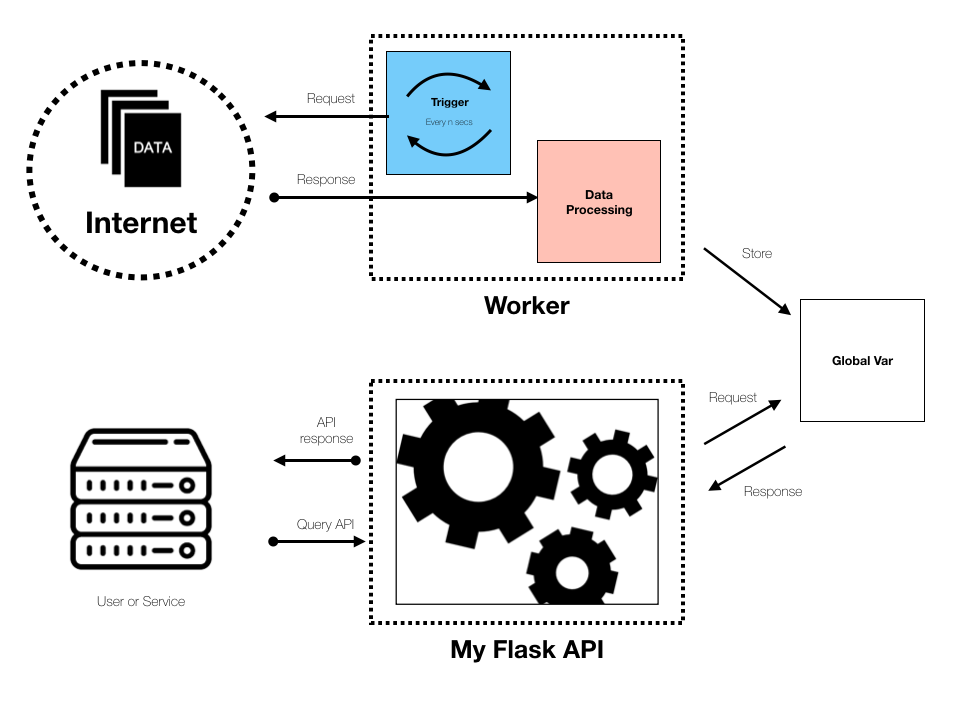 Request
Trigger
Every n secs
DATA
Response
Data
Processing
Internet
Worker
Store
Global Var
Request
Response
API
response
Query API
User or Service
My Flask API